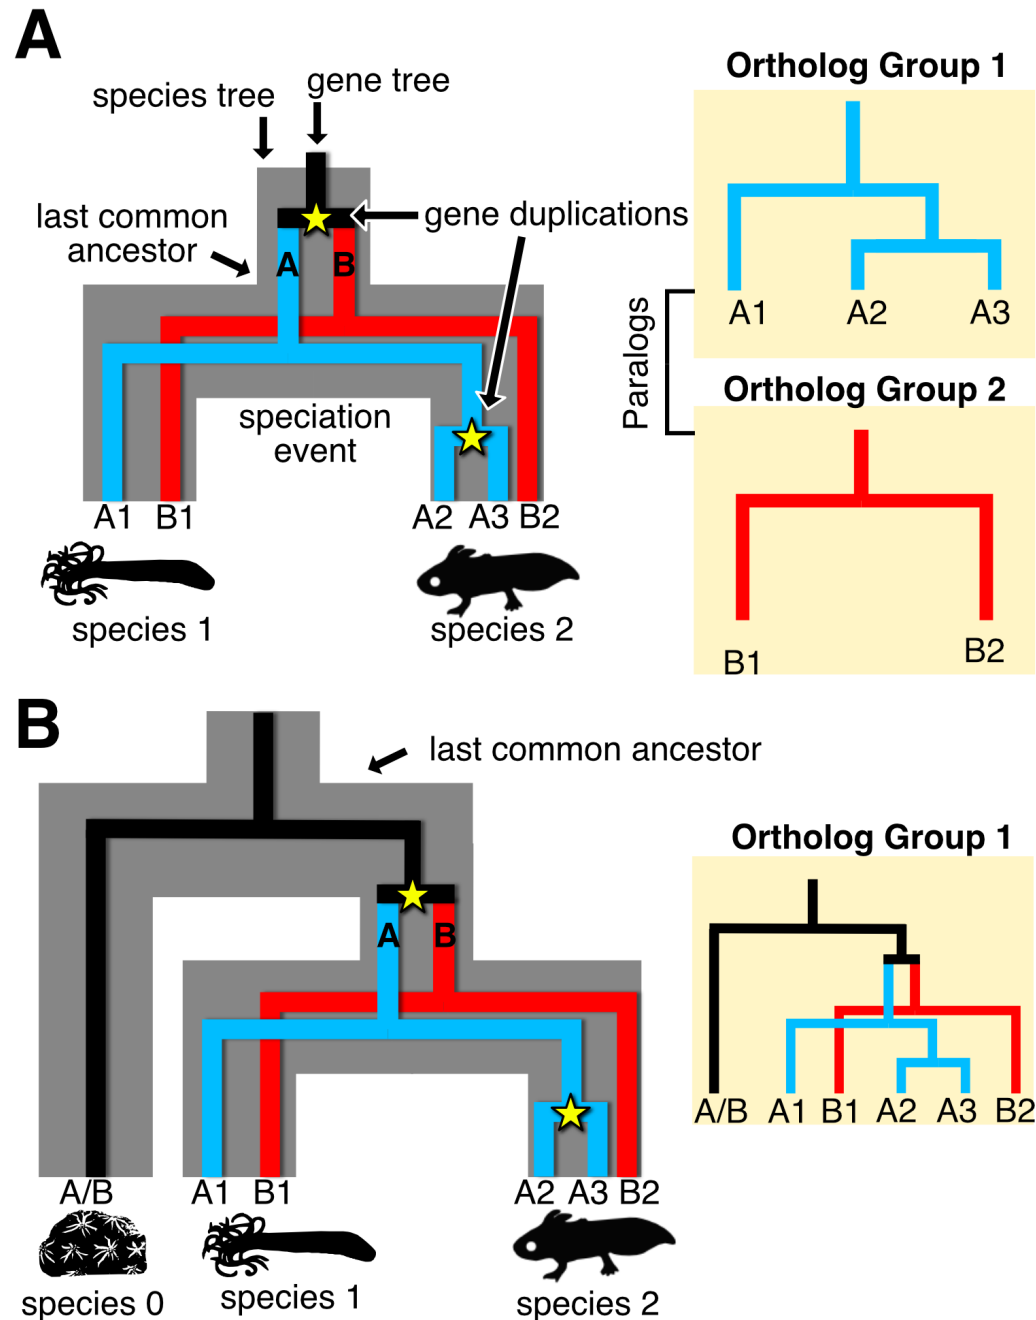 A
species tree
gene tree
last common
ancestor
gene duplications
A
B
speciation
event
A1
B1
A2
A3
B2
species 1
species 2
Ortholog Group 1
A1
A2
A3
Paralogs
Ortholog Group 2
B1
B2
B
last common ancestor
A
B
A/B
A1
B1
A2
A3
B2
species 0
species 1
species 2
Ortholog Group 1
A/B
A1
B1
A2
A3
B2